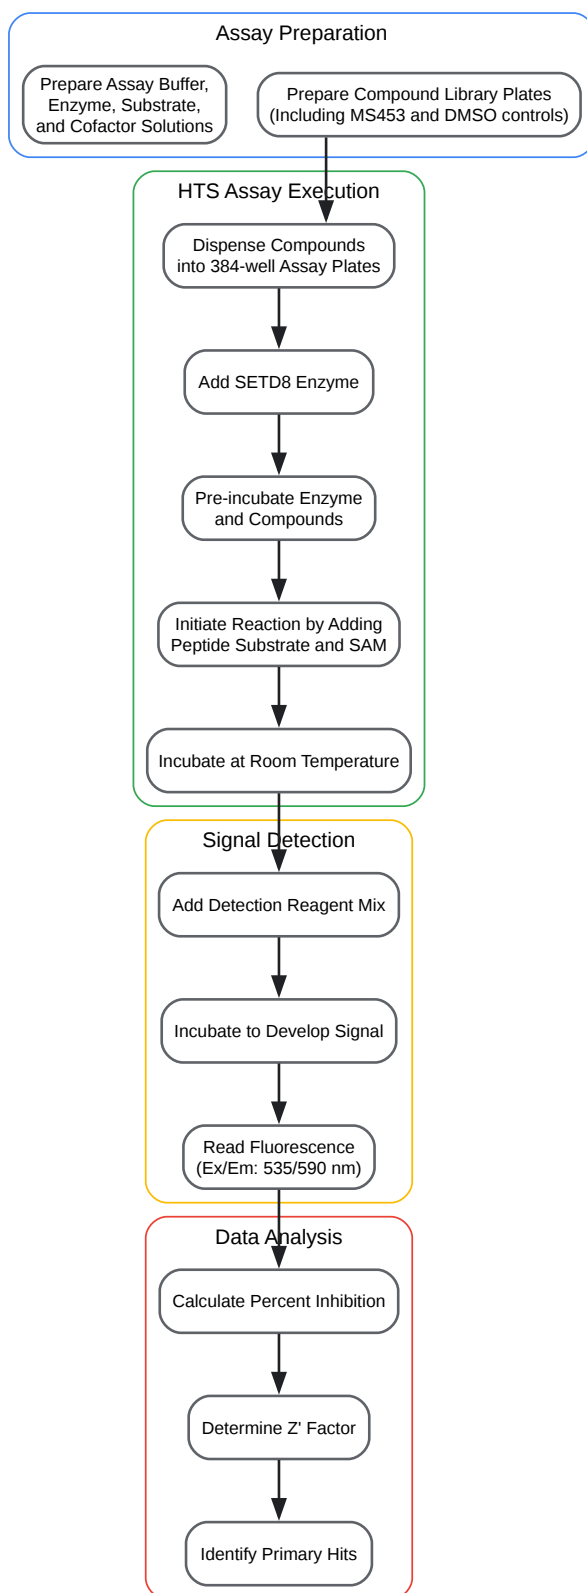 Assay Preparation
Prepare Assay Buffer,
Enzyme, Substrate,
and Cofactor Solutions
Prepare Compound Library Plates
(Including MS453 and DMSO controls)
HTS Assay Execution
Dispense Compounds
into 384-well Assay Plates
Add SETD8 Enzyme
Pre-incubate Enzyme
and Compounds
Initiate Reaction by Adding
Peptide Substrate and SAM
Incubate at Room Temperature
Signal Detection
Add Detection Reagent Mix
Incubate to Develop Signal
Read Fluorescence
(Ex/Em: 535/590 nm)
Data Analysis
Calculate Percent Inhibition
Determine Z' Factor
Identify Primary Hits